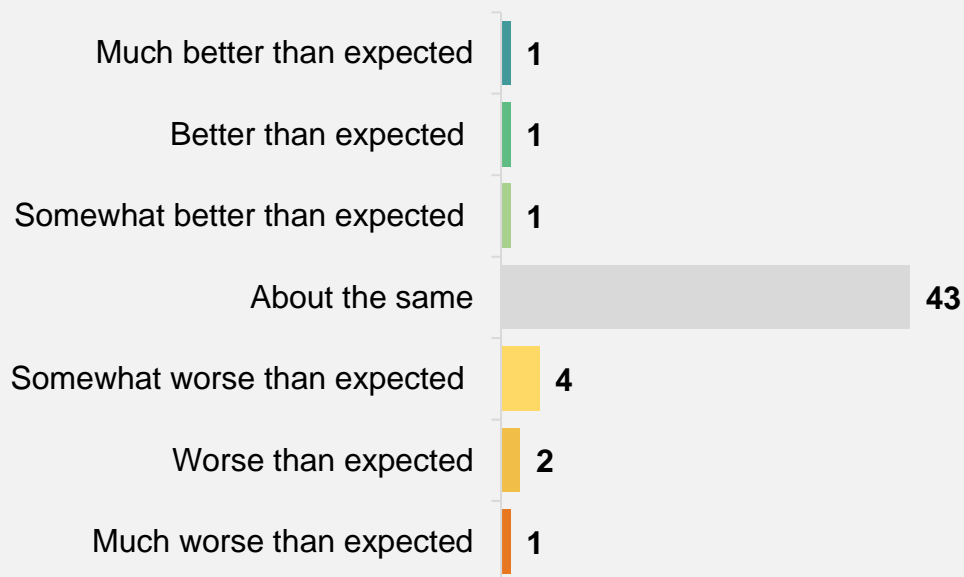 Much better than expected 1
Better than expected 1
Somewhat better than expected 1
About the same 43
Somewhat worse than expected 4
Worse than expected 2
Much worse than expected 1